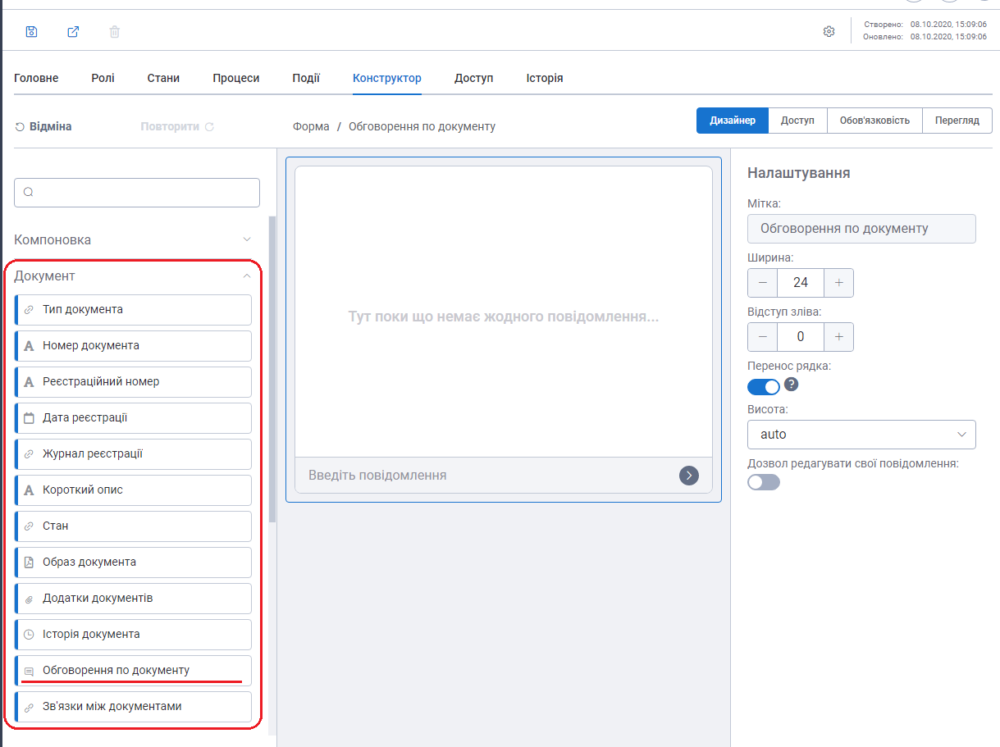 Створено: 08.10.2020, 15:09:06
Оновлено: 08.10.2020, 15:09:06
Головне Ролі Стани Процеси Події Конструктор Доступ Історія
Відміна Повторити Форма / Обговорення по документу Дизайнер Доступ Обов'язковість Перегляд
Компоновка
Документ
Тип документа
Номер документа
Реєстраційний номер
Дата реєстрації
Журнал реєстрації
Короткий опис
Стан
Образ документа
Додатки документів
Історія документа
Обговорення по документу
Зв'язки між документами
Тут поки що немає жодного повідомлення...
Введіть повідомлення
Налаштування
Мітка:
Обговорення по документу
Ширина:
24
Відступ зліва:
0
Перенос рядка:
Висота:
auto
Дозвол редагувати свої повідомлення: